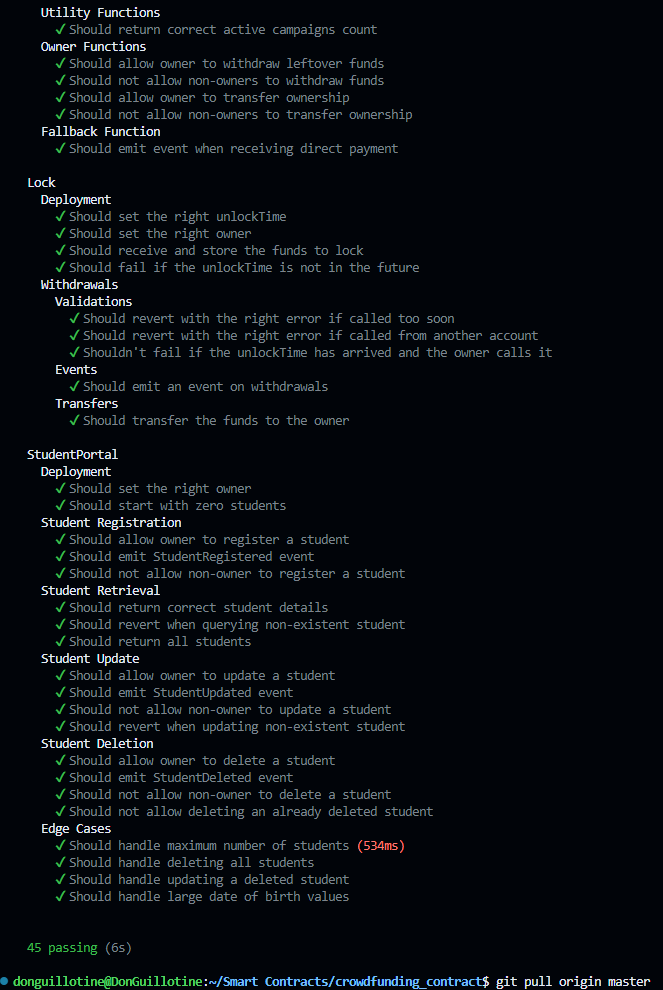 Utility Functions
✓ Should return correct active campaigns count
Owner Functions
✓ Should allow owner to withdraw leftover funds
✓ Should not allow non-owners to withdraw funds
✓ Should allow owner to transfer ownership
✓ Should not allow non-owners to transfer ownership
Fallback Function
✓ Should emit event when receiving direct payment
Lock
Deployment
✓ Should set the right unlockTime
✓ Should set the right owner
✓ Should receive and store the funds to lock
✓ Should fail if the unlockTime is not in the future
Withdrawals
Validations
✓ Should revert with the right error if called too soon
✓ Should revert with the right error if called from another account
✓ Shouldn't fail if the unlockTime has arrived and the owner calls it
Events
✓ Should emit an event on withdrawals
Transfers
✓ Should transfer the funds to the owner
StudentPortal
Deployment
✓ Should set the right owner
✓ Should start with zero students
Student Registration
✓ Should allow owner to register a student
✓ Should emit StudentRegistered event
✓ Should not allow non-owner to register a student
Student Retrieval
✓ Should return correct student details
✓ Should revert when querying non-existent student
✓ Should return all students
Student Update
✓ Should allow owner to update a student
✓ Should emit StudentUpdated event
✓ Should not allow non-owner to update a student
✓ Should revert when updating non-existent student
Student Deletion
✓ Should allow owner to delete a student
✓ Should emit StudentDeleted event
✓ Should not allow non-owner to delete a student
✓ Should not allow deleting an already deleted student
Edge Cases
✓ Should handle maximum number of students (534ms)
✓ Should handle deleting all students
✓ Should handle updating a deleted student
✓ Should handle large date of birth values
45 passing (6s)
donguillotine@DonGuillotine:~/Smart Contracts/crowdfunding_contract$ git pull origin master